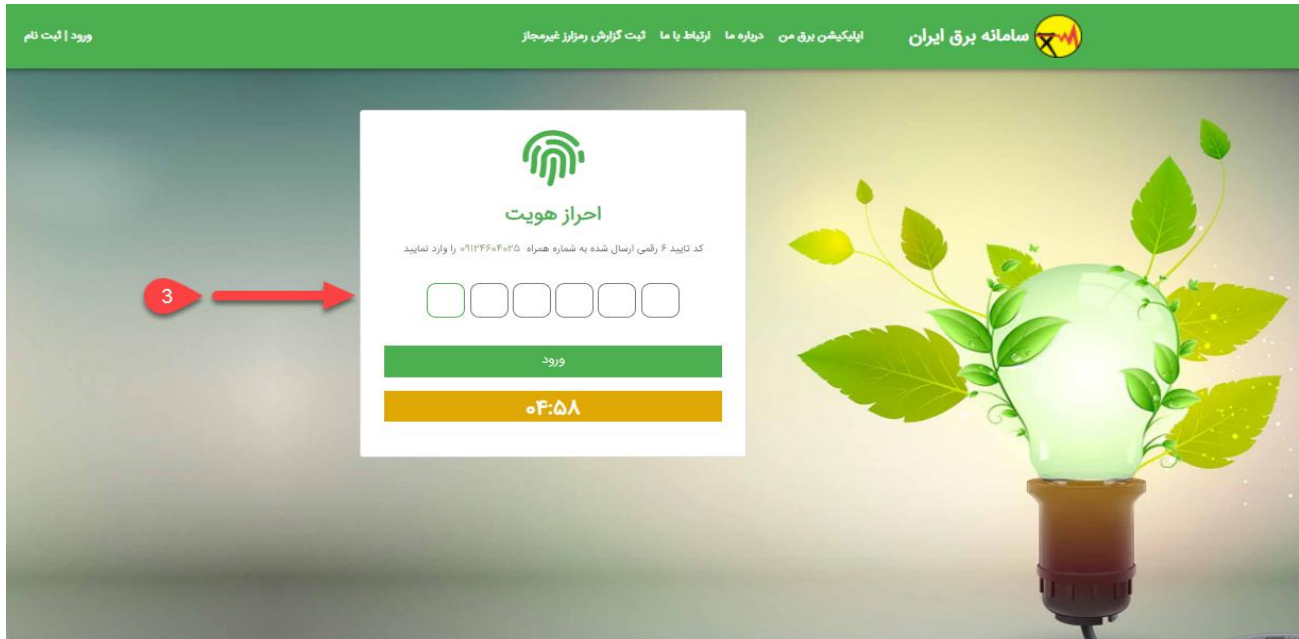 سامانه برق ایران
اپلیکیشن برق من درباره ما ارتباط با ما ثبت گزارش رمزارز غیرمجاز
ورود | ثبت نام
احراز هویت
کد تایید ۶ رقمی ارسال شده به شماره همراه ۰۹۱۲۴۶۰۴۰۲۵ را وارد نمایید
3
ورود
۰۴:۵۸